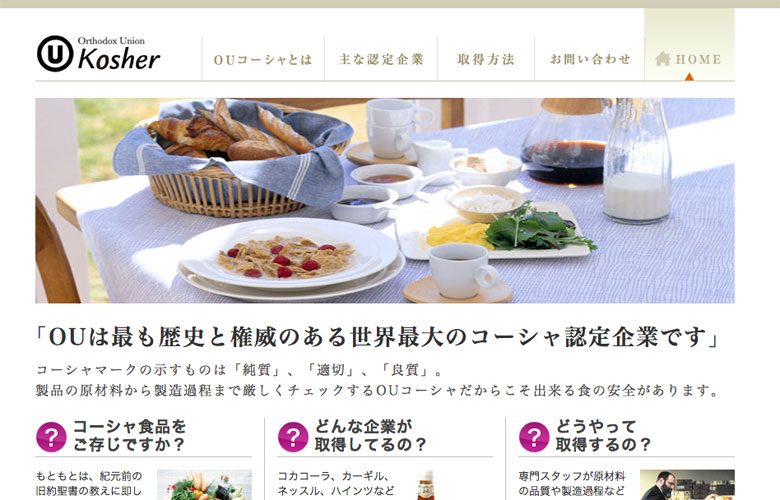 Orthodox Union
U Kosher
OUコーシャとは
主な認定企業
取得方法
お問い合わせ
HOME
「OUは最も歴史と権威のある世界最大のコーシャ認定企業です」
コーシャマークの示すものは「純質」、「適切」、「良質」。
製品の原材料から製造過程まで厳しくチェックするOUコーシャだからこそ出来る食の安全があります。
? コーシャ食品を
ご存じですか？
もともとは、紀元前の
旧約聖書の教えに即し
? どんな企業が
取得してるの？
コカコーラ、カーギル、
ネッスル、ハインツなど
? どうやって
取得するの？
専門スタッフが原材料
の品質や製造過程など